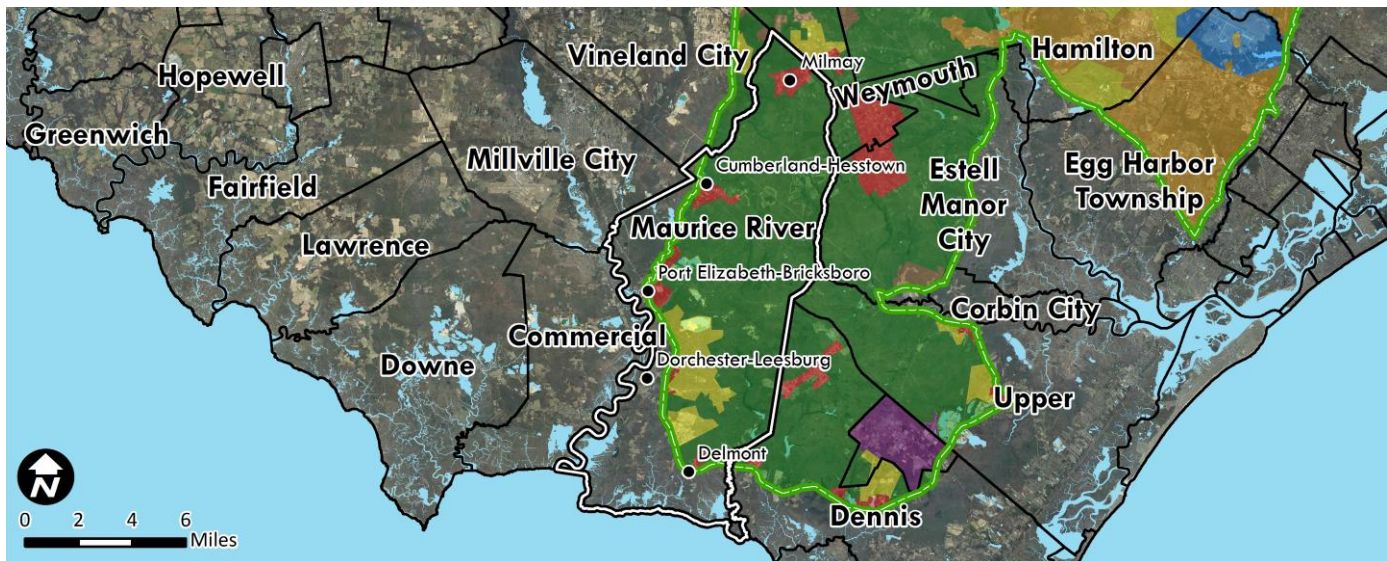 Vineland City
Milmay
Hamilton
Hopewell
Weymouth
Greenwich
Millville City
Cumberland-Hesstown
Fairfield
Estell
Manor
City
Egg Harbor
Township
Maurice River
Lawrence
Port Elizabeth-Bricksboro
Corbin City
Commercial
Downe
Dorchester-Leesburg
Upper
Delmont
Dennis
N
0 2 4 6
Miles